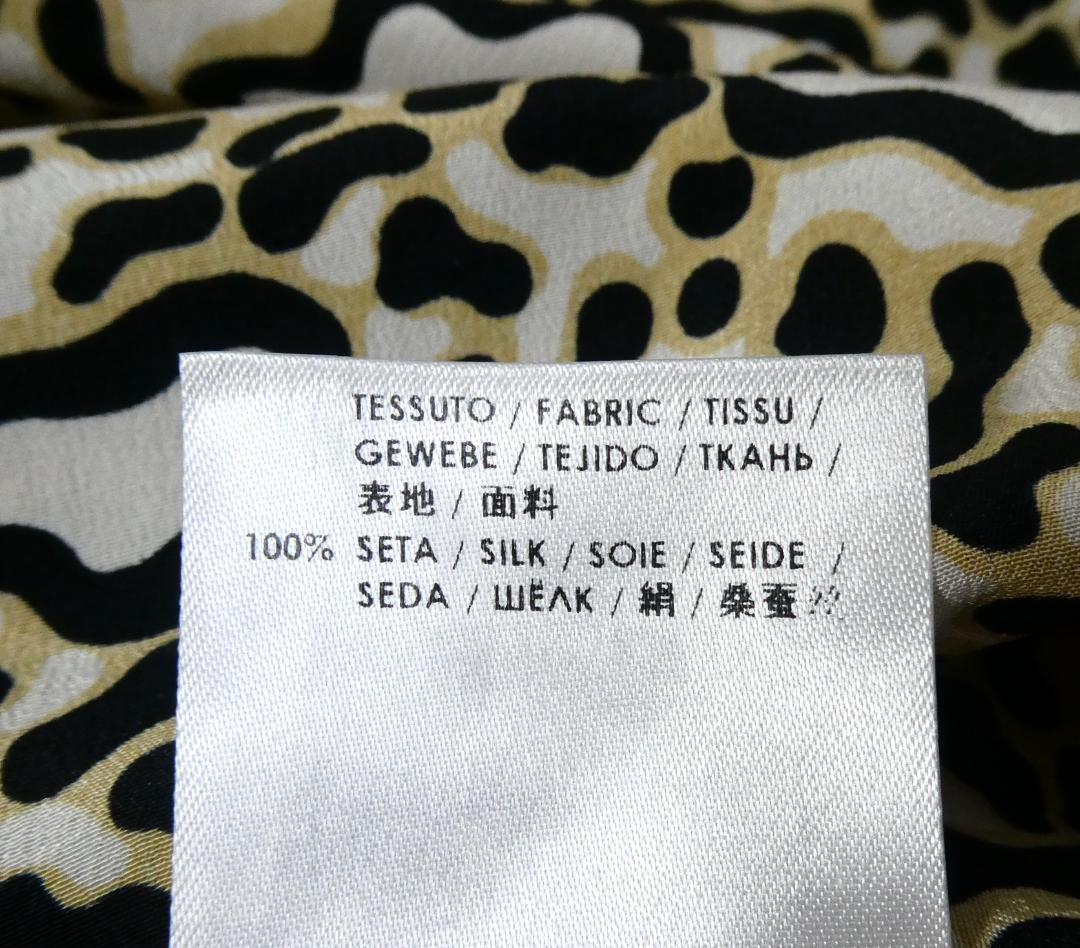 TESSUTO / FABRIC / TISSU /
GEWEBE / TEJIDO / ТКАНЬ /
表地 / 面料
100% SETA / SILK / SOIE / SEIDE /
SEDA / ШЁЛК / 絹 / 桑蚕丝